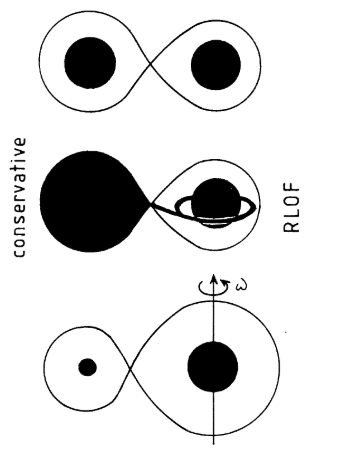 conservative
RLOF
ω